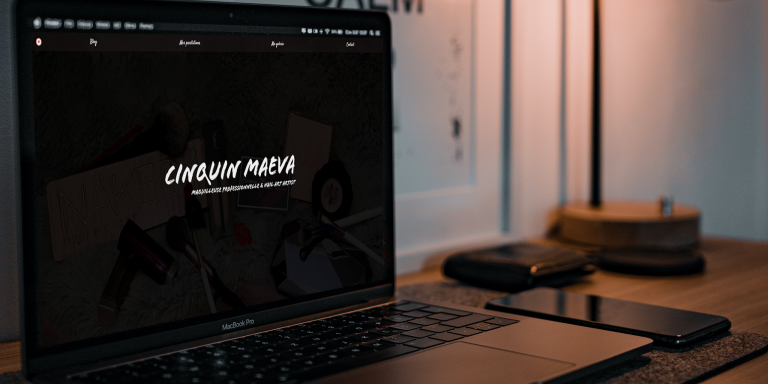 CALM
Blog
Mes prestations
Ma galerie
Contact
CINQUIN MAEVA
MAQUILLEUSE PROFESSIONNELLE & NAIL ART ARTIST
MacBook Pro